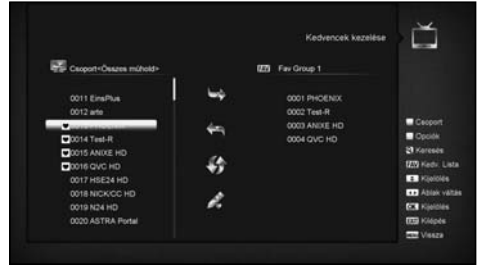 Kedvencek kezelése
Csoport<Összes műhold>
FAV Fav Group 1
0011 EinsPlus
0012 arte
0014 Test-R
0015 ANIXE HD
0016 QVC HD
0017 HSE24 HD
0018 NICK/CC HD
0019 N24 HD
0020 ASTRA Portal
0001 PHOENIX
0002 Test-R
0003 ANIXE HD
0004 QVC HD
Csoport
Opciók
Keresés
FAV Kedv. Lista
Kijelölés
Ablak váltás
OK Kijelölés
EXIT Kilépés
MENU Vissza